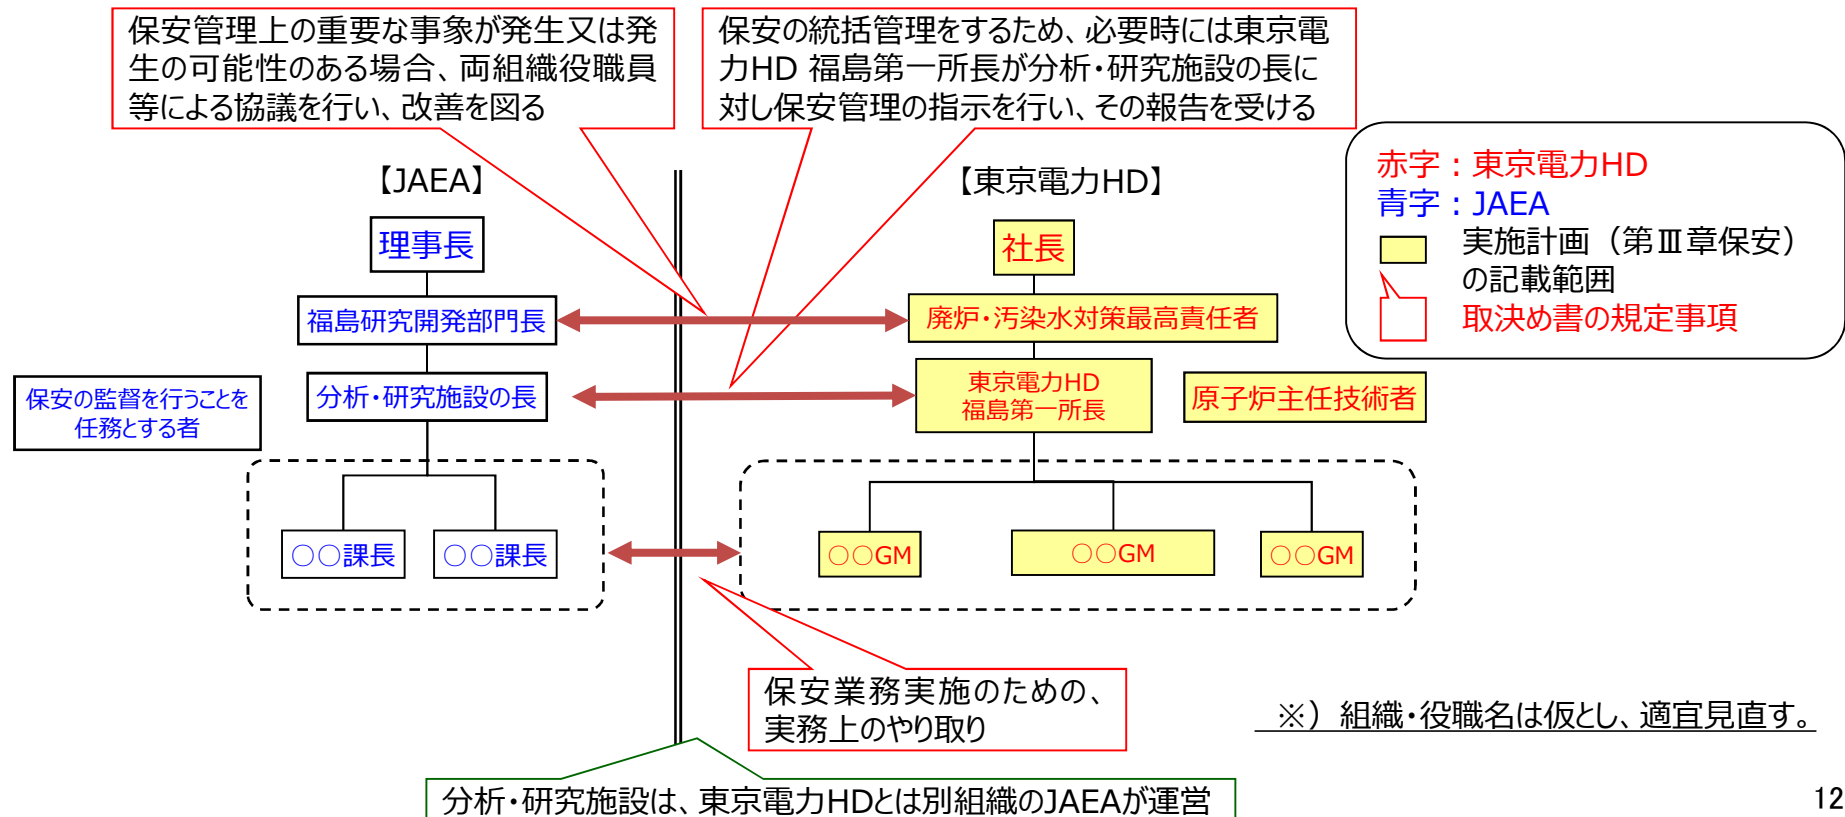 保安管理上の重要な事象が発生又は発
生の可能性のある場合、両組織役職員
等による協議を行い、改善を図る
保安の統括管理をするため、必要時には東京電
力HD 福島第一所長が分析・研究施設の長に
対し保安管理の指示を行い、その報告を受ける
赤字：東京電力HD
青字：JAEA
実施計画（第Ⅲ章保安）
の記載範囲
取決め書の規定事項
【JAEA】
【東京電力HD】
理事長
社長
福島研究開発部門長
廃炉・汚染水対策最高責任者
保安の監督を行うことを
任務とする者
分析・研究施設の長
東京電力HD
福島第一所長
原子炉主任技術者
○○課長
○○課長
○○GM
○○GM
○○GM
保安業務実施のための、
実務上のやり取り
※）組織・役職名は仮とし、適宜見直す。
分析・研究施設は、東京電力HDとは別組織のJAEAが運営
12